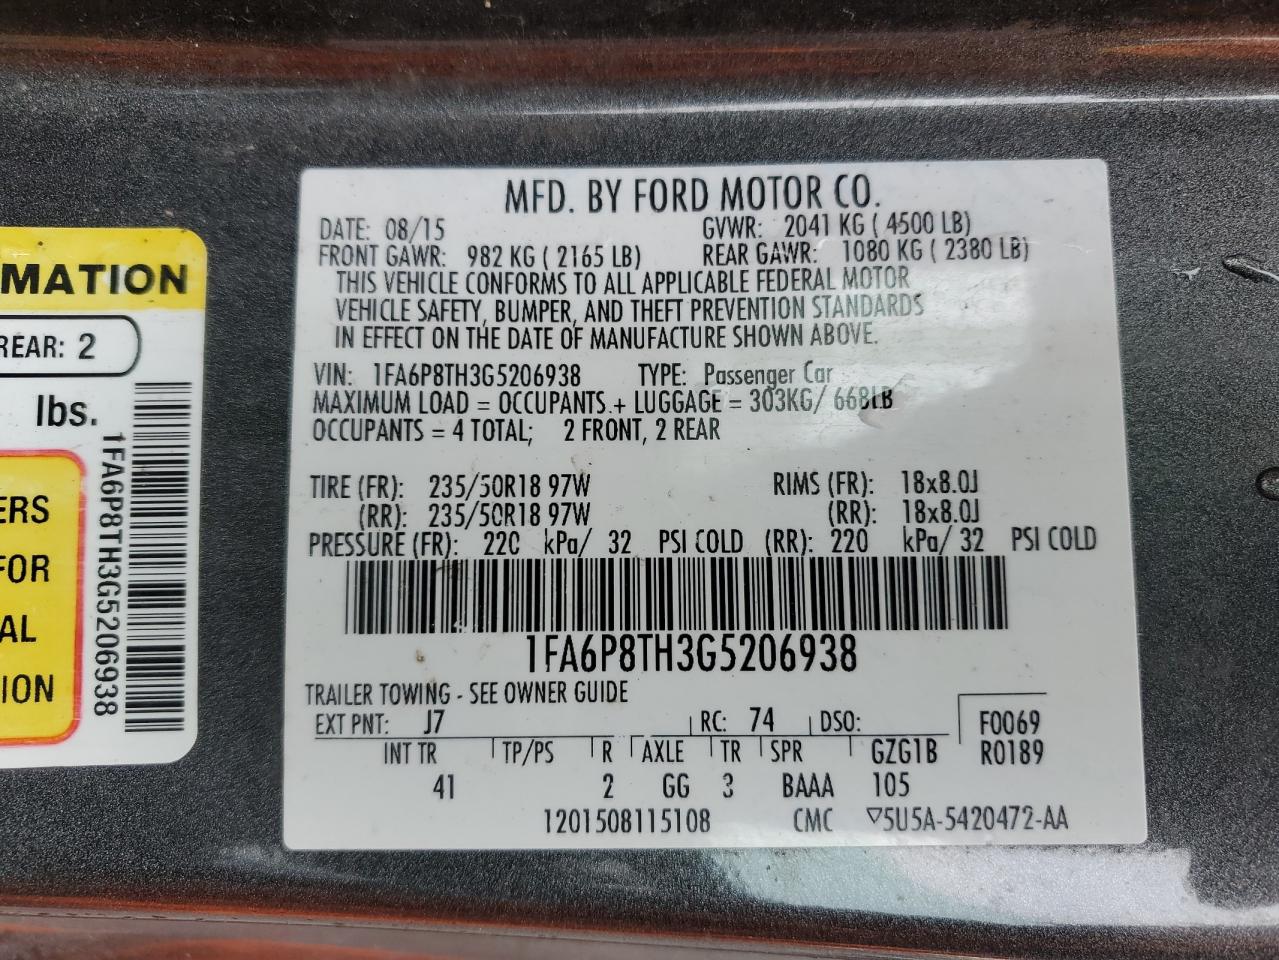 MATION
REAR: 2
lbs.
1FA6P8TH3G5206938
ERS
FOR
AL
ION
MFD. BY FORD MOTOR CO.
DATE: 08/15 GVWR: 2041 KG ( 4500 LB)
FRONT GAWR: 982 KG ( 2165 LB) REAR GAWR: 1080 KG ( 2380 LB)
THIS VEHICLE CONFORMS TO ALL APPLICABLE FEDERAL MOTOR
VEHICLE SAFETY, BUMPER, AND THEFT PREVENTION STANDARDS
IN EFFECT ON THE DATE OF MANUFACTURE SHOWN ABOVE.
VIN: 1FA6P8TH3G5206938 TYPE: Passenger Car
MAXIMUM LOAD = OCCUPANTS + LUGGAGE = 303KG/ 668LB
OCCUPANTS = 4 TOTAL; 2 FRONT, 2 REAR
TIRE (FR): 235/50R18 97W RIMS (FR): 18x8.0J
(RR): 235/50R18 97W (RR): 18x8.0J
PRESSURE (FR): 220 kPa/ 32 PSI COLD (RR): 220 kPa/ 32 PSI COLD
1FA6P8TH3G5206938
TRAILER TOWING - SEE OWNER GUIDE
EXT PNT: J7 RC: 74 DSO: F0069
INT TR TP/PS R AXLE TR SPR GZG1B R0189
41 2 GG 3 BAAA 105
1201508115108 CMC ▽5U5A-5420472-AA